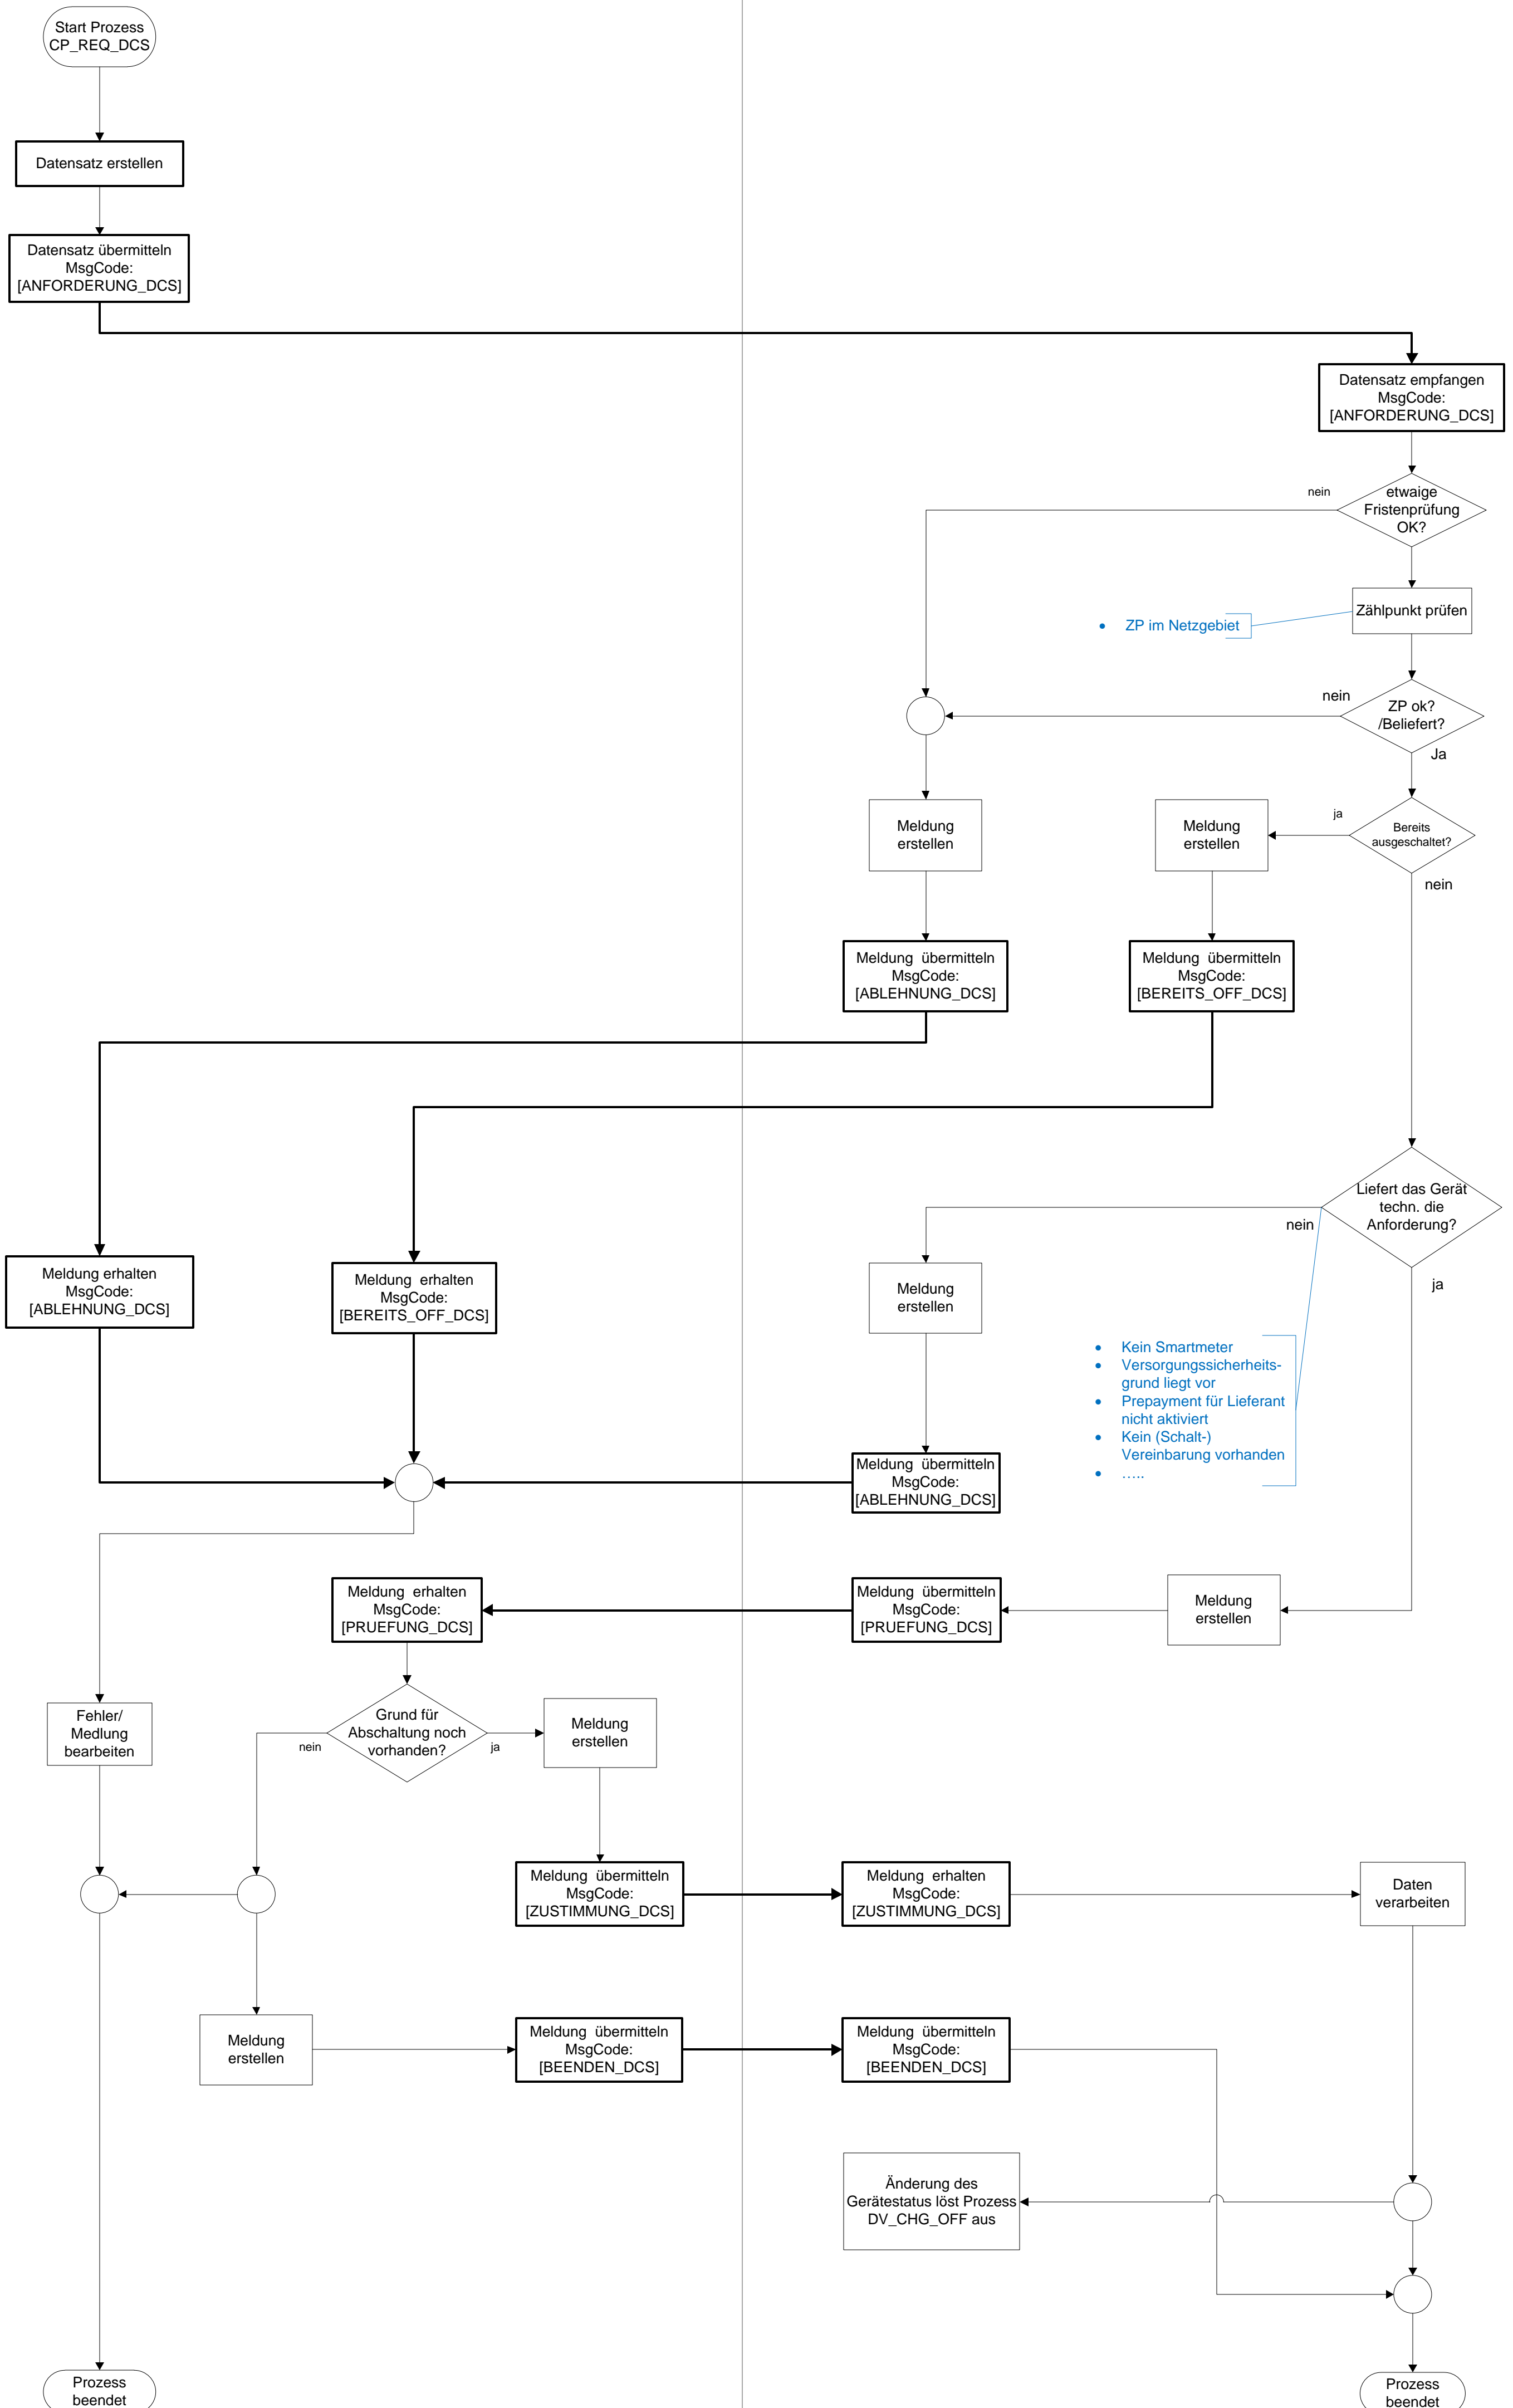 Start Prozess
CP_REQ_DCS
Datensatz erstellen
Datensatz übermitteln
MsgCode:
[ANFORDERUNG_DCS]
Datensatz empfangen
MsgCode:
[ANFORDERUNG_DCS]
nein
etwaige
Fristenprüfung
OK?
Zählpunkt prüfen
• ZP im Netzgebiet
nein
ZP ok?
/Beliefert?
Ja
Meldung
erstellen
Meldung
erstellen
ja
Bereits
ausgeschaltet?
nein
Meldung übermitteln
MsgCode:
[ABLEHNUNG_DCS]
Meldung übermitteln
MsgCode:
[BEREITS_OFF_DCS]
Liefert das Gerät
techn. die
Anforderung?
nein
ja
Meldung erhalten
MsgCode:
[ABLEHNUNG_DCS]
Meldung erhalten
MsgCode:
[BEREITS_OFF_DCS]
Meldung
erstellen
• Kein Smartmeter
• Versorgungssicherheits-
grund liegt vor
• Prepayment für Lieferant
nicht aktiviert
• Kein (Schalt-)
Vereinbarung vorhanden
• …..
Meldung übermitteln
MsgCode:
[ABLEHNUNG_DCS]
Meldung erhalten
MsgCode:
[PRUEFUNG_DCS]
Meldung übermitteln
MsgCode:
[PRUEFUNG_DCS]
Meldung
erstellen
Fehler/
Medlung
bearbeiten
Grund für
Abschaltung noch
vorhanden?
nein
ja
Meldung
erstellen
Meldung übermitteln
MsgCode:
[ZUSTIMMUNG_DCS]
Meldung erhalten
MsgCode:
[ZUSTIMMUNG_DCS]
Daten
verarbeiten
Meldung
erstellen
Meldung übermitteln
MsgCode:
[BEENDEN_DCS]
Meldung übermitteln
MsgCode:
[BEENDEN_DCS]
Änderung des
Gerätestatus löst Prozess
DV_CHG_OFF aus
Prozess
beendet
Prozess
beendet